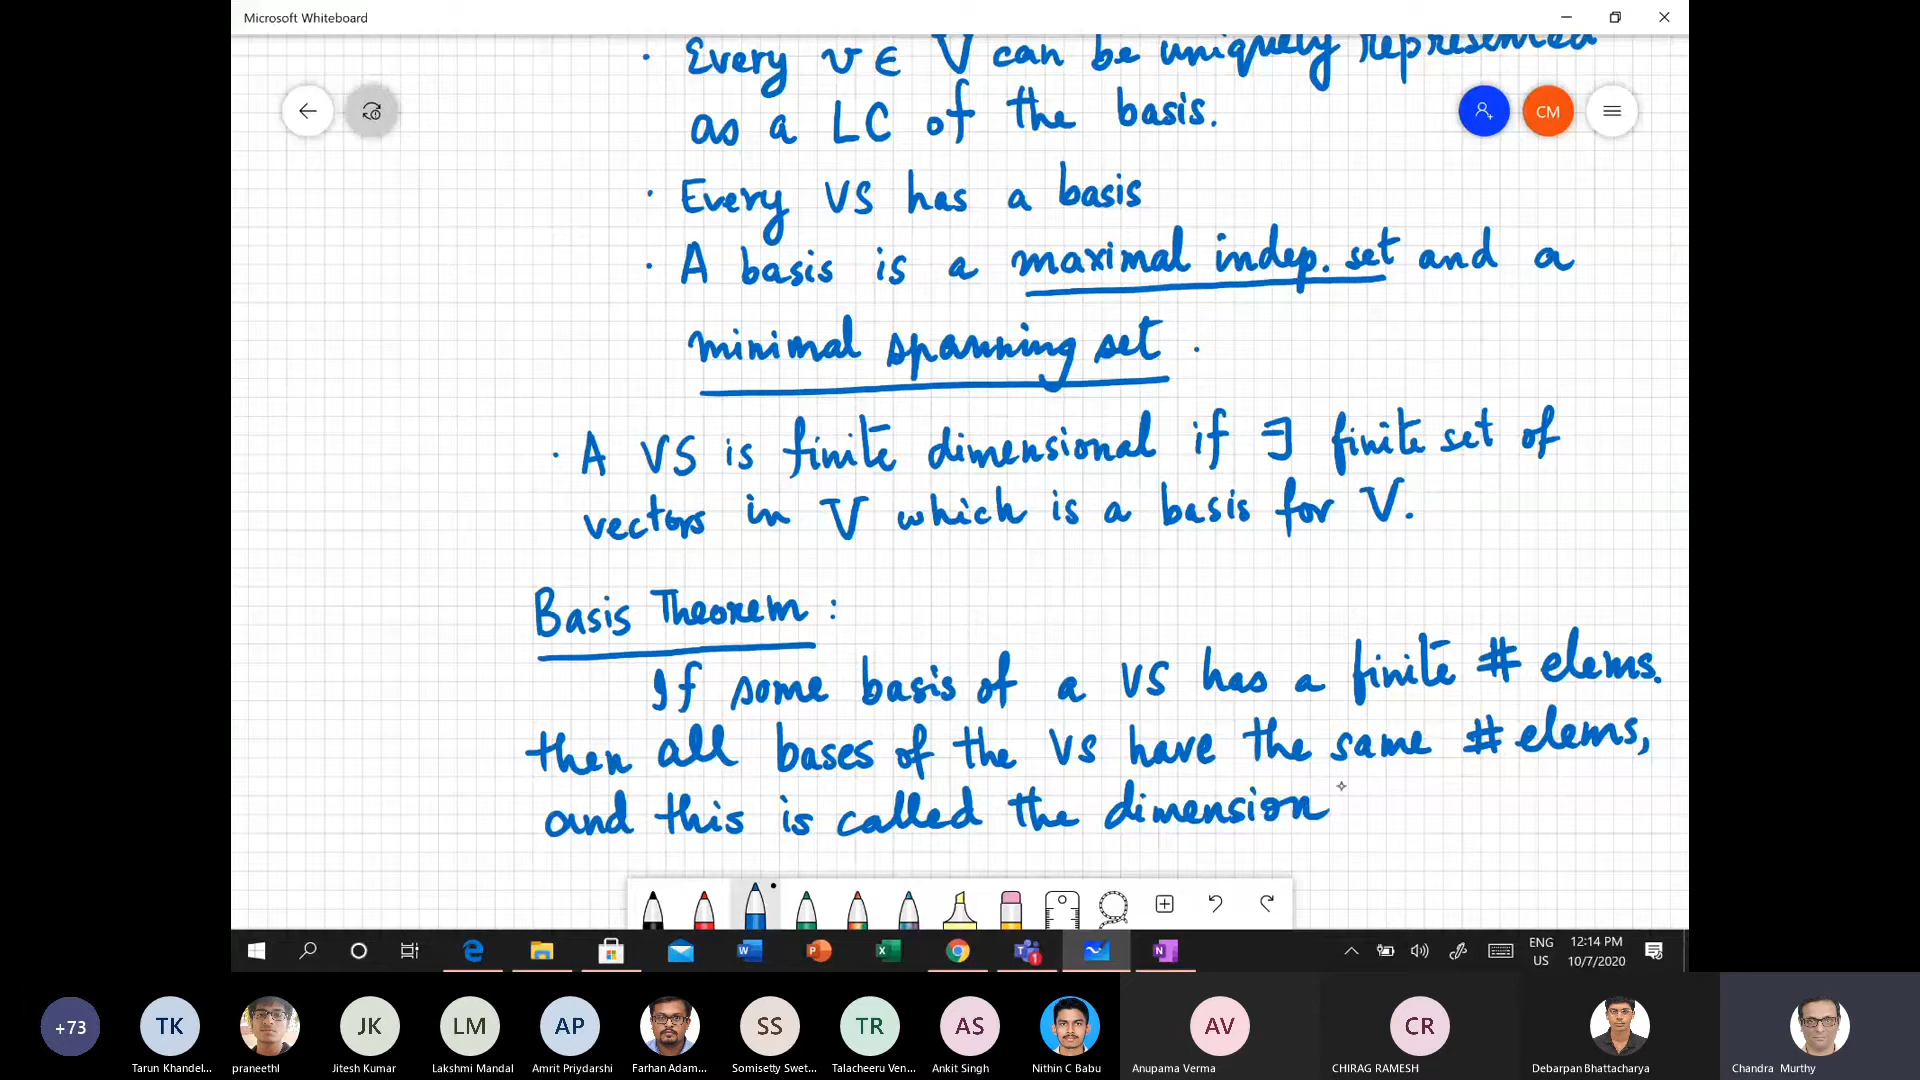 Microsoft Whiteboard
· Every v ∈ V can be uniquely represented
as a LC of the basis.
CM
· Every VS has a basis
· A basis is a maximal indep. set and a
minimal spanning set.
· A VS is finite dimensional if ∃ finite set of
vectors in V which is a basis for V.
Basis Theorem:
If some basis of a VS has a finite # elems.
then all bases of the VS have the same # elems,
and this is called the dimension
ENG
US
12:14 PM
10/7/2020
+73
TK
JK
LM
AP
SS
TR
AS
AV
CR
Tarun Khandel...
praneethl
Jitesh Kumar
Lakshmi Mandal
Amrit Priydarshi
Farhan Adam...
Somisetty Swet...
Talacheeru Ven...
Ankit Singh
Nithin C Babu
Anupama Verma
CHIRAG RAMESH
Debarpan Bhattacharya
Chandra Murthy